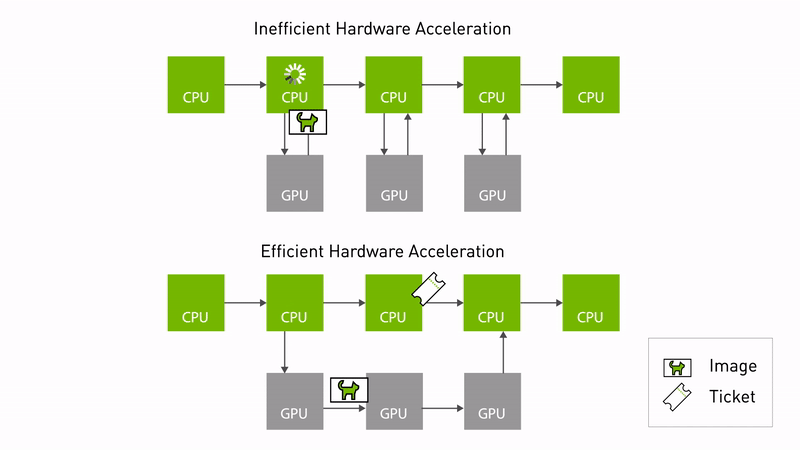 Inefficient Hardware Acceleration
CPU CPU CPU CPU CPU
GPU GPU GPU
Efficient Hardware Acceleration
CPU CPU CPU CPU CPU
GPU GPU GPU
Image
Ticket